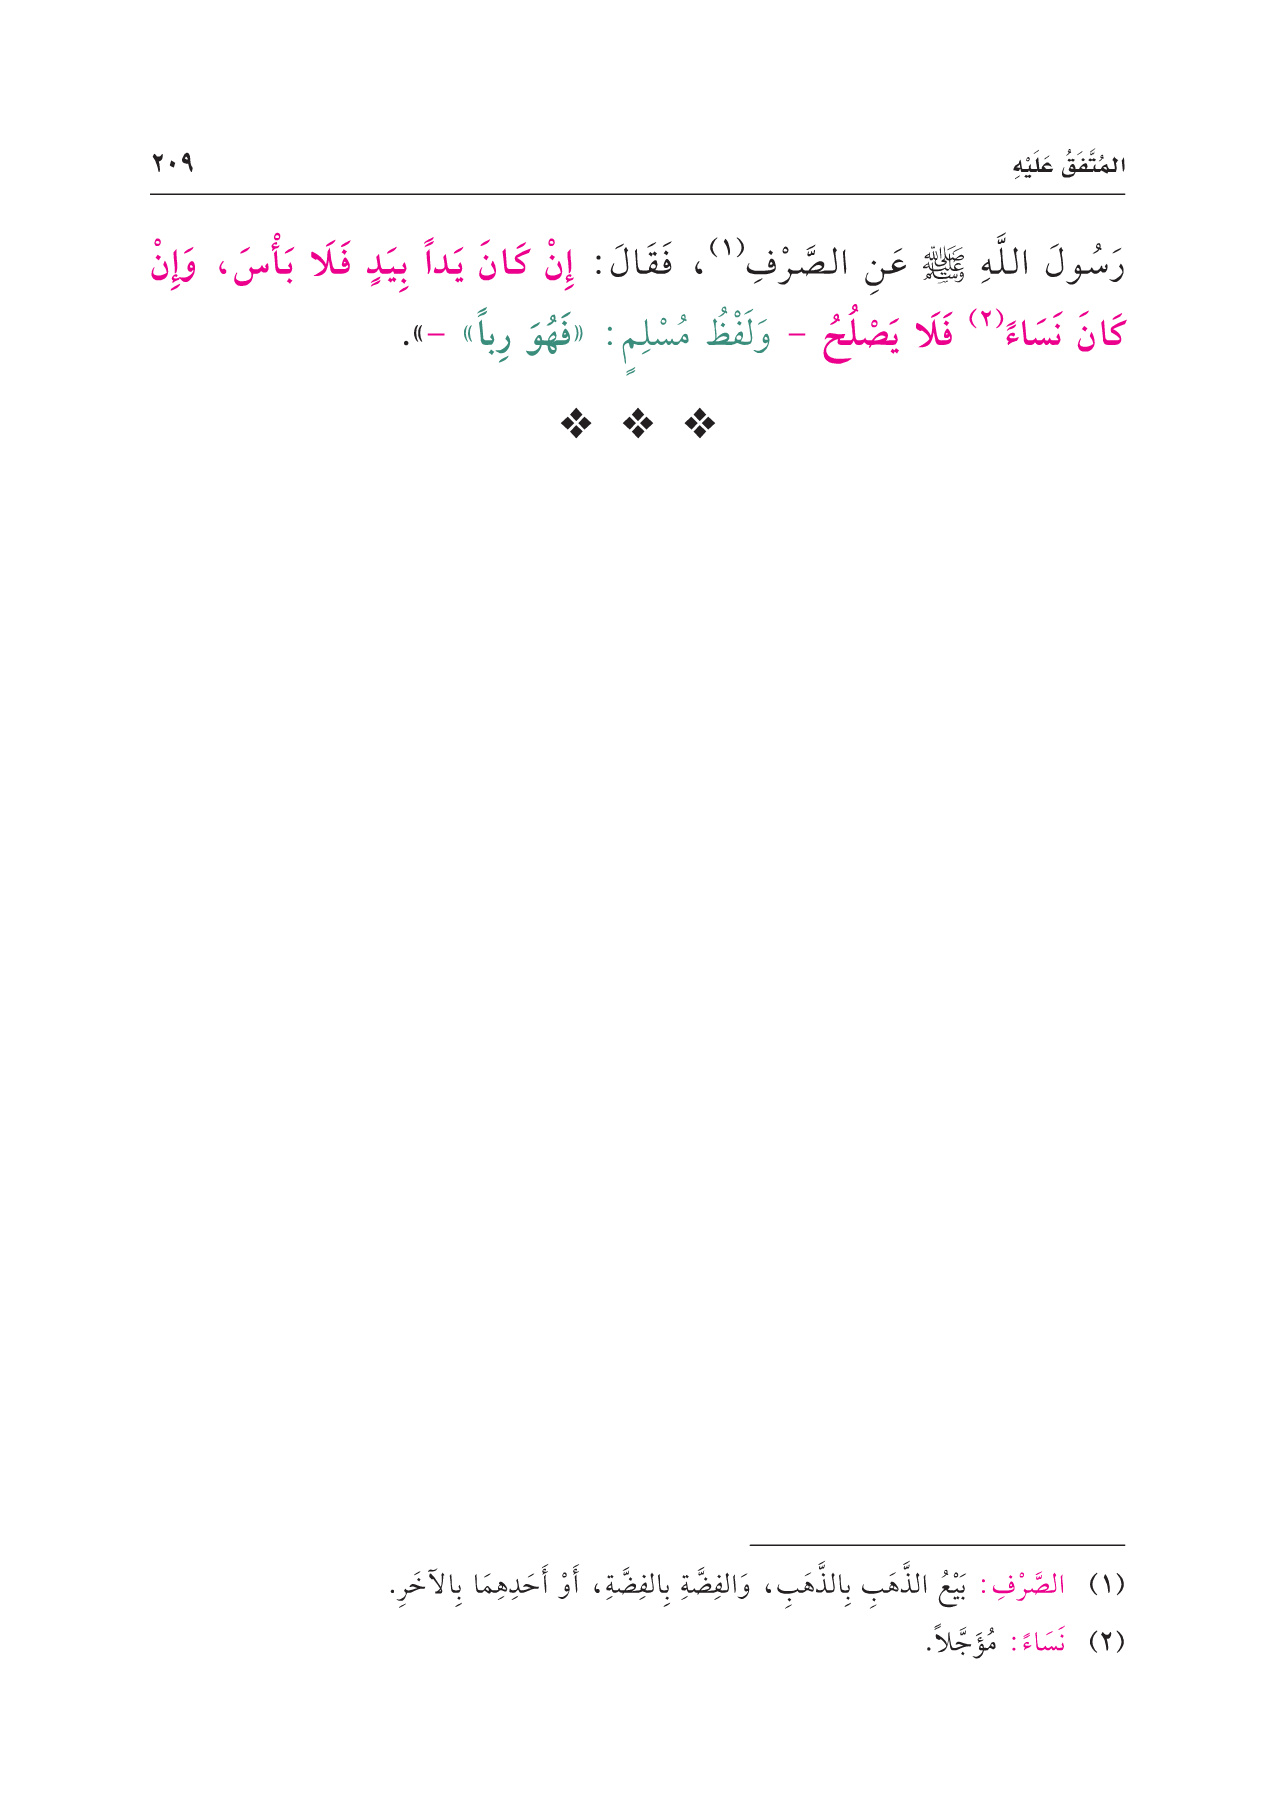 المُتَّفَقُ عَلَيْهِ ٢٠٩
رَسُولَ اللَّهِ ﷺ عَنِ الصَّرْفِ(١)، فَقَالَ: إِنْ كَانَ يَداً بِيَدٍ فَلَا بَأْسَ، وَإِنْ
كَانَ نَسَاءً(٢) فَلَا يَصْلُحُ – وَلَفْظُ مُسْلِمٍ: «فَهُوَ رِباً» –».
❖ ❖ ❖
(١) الصَّرْفِ: بَيْعُ الذَّهَبِ بِالذَّهَبِ، وَالفِضَّةِ بِالفِضَّةِ، أَوْ أَحَدِهِمَا بِالآخَرِ.
(٢) نَسَاءً: مُؤَجَّلاً.